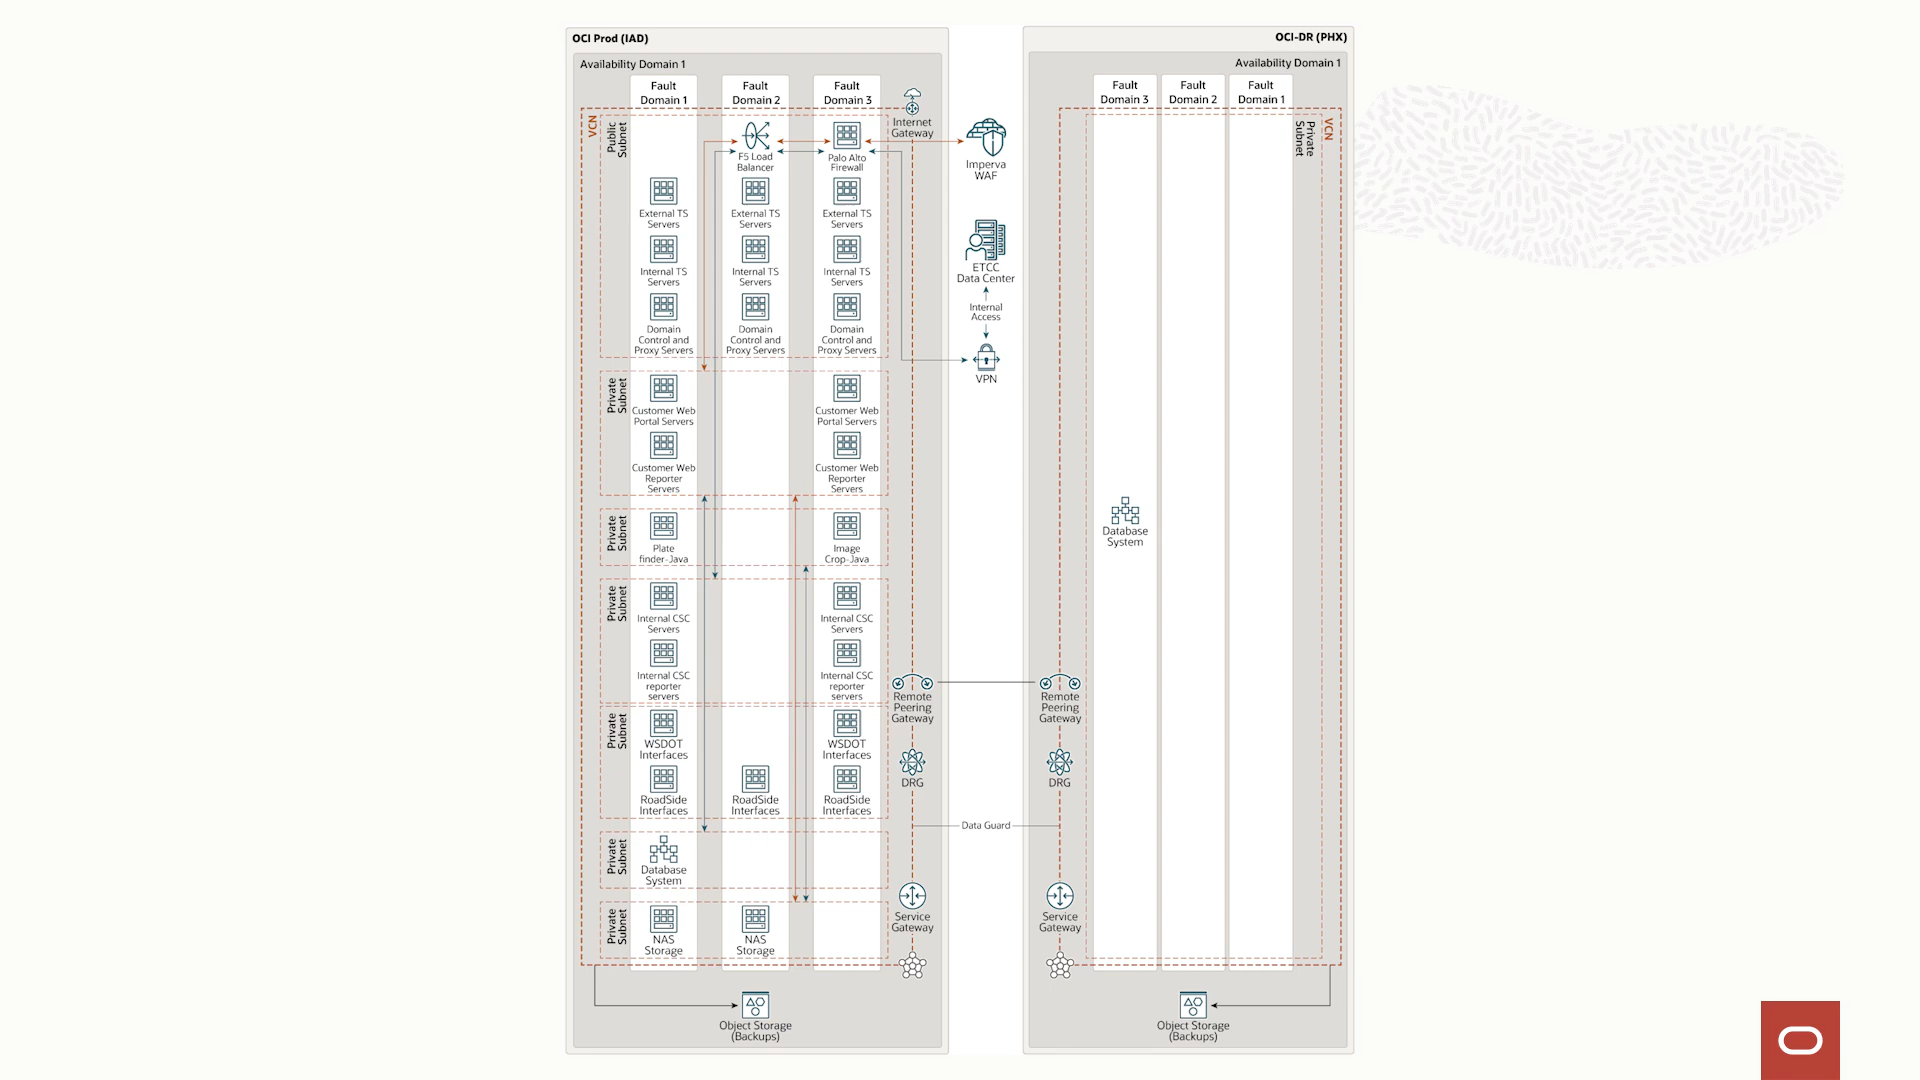 OCI Prod (IAD)
Availability Domain 1
Fault
Domain 1
Fault
Domain 2
Fault
Domain 3
VCN
Public
Subnet
F5 Load
Balancer
Palo Alto
Firewall
External TS
Servers
External TS
Servers
External TS
Servers
Internal TS
Servers
Internal TS
Servers
Internal TS
Servers
Domain
Control and
Proxy Servers
Domain
Control and
Proxy Servers
Domain
Control and
Proxy Servers
Private
Subnet
Customer Web
Portal Servers
Customer Web
Portal Servers
Customer Web
Reporter
Servers
Customer Web
Reporter
Servers
Private
Subnet
Plate
finder-Java
Image
Crop-Java
Private
Subnet
Internal CSC
Servers
Internal CSC
Servers
Internal CSC
reporter
servers
Internal CSC
reporter
servers
Private
Subnet
WSDOT
Interfaces
WSDOT
Interfaces
RoadSide
Interfaces
RoadSide
Interfaces
RoadSide
Interfaces
Private
Subnet
Database
System
Private
Subnet
NAS
Storage
NAS
Storage
Object Storage
(Backups)
Internet
Gateway
Remote
Peering
Gateway
DRG
Service
Gateway
Imperva
WAF
ETCC
Data Center
Internal
Access
VPN
Data Guard
OCI-DR (PHX)
Availability Domain 1
Fault
Domain 3
Fault
Domain 2
Fault
Domain 1
VCN
Private
Subnet
Database
System
Remote
Peering
Gateway
DRG
Service
Gateway
Object Storage
(Backups)